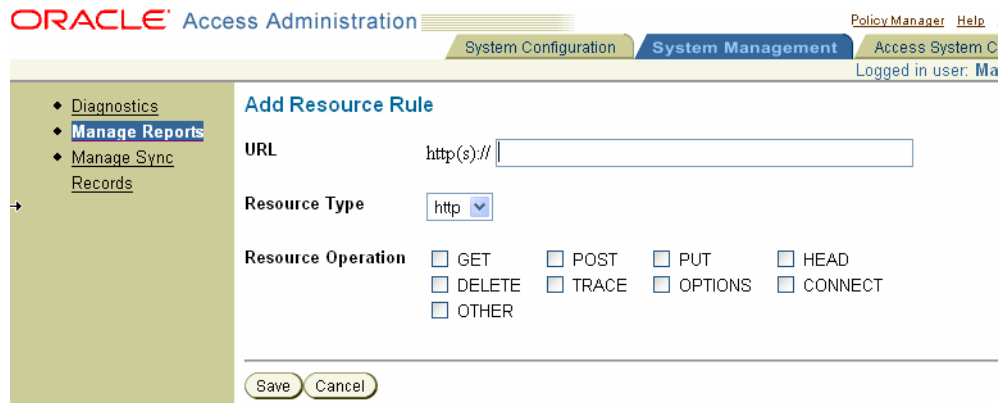 ORACLE Access Administration
Policy Manager Help
System Configuration System Management Access System C
Logged in user: Ma
Diagnostics
Manage Reports
Manage Sync
Records
Add Resource Rule
URL http(s)://
Resource Type http
Resource Operation GET POST PUT HEAD
DELETE TRACE OPTIONS CONNECT
OTHER
Save Cancel